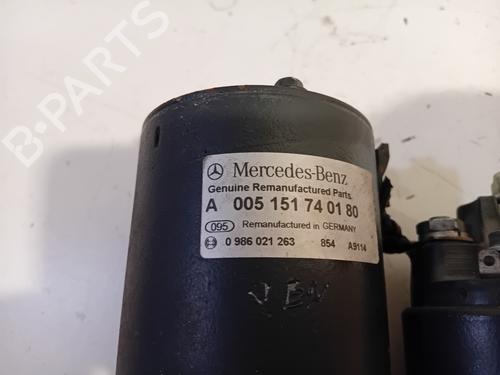 B-PARTS
Mercedes-Benz
Genuine Remanufactured Parts.
A 005 151 74 01 80
095 Remanufactured in GERMANY
0 986 021 263 854 A9114